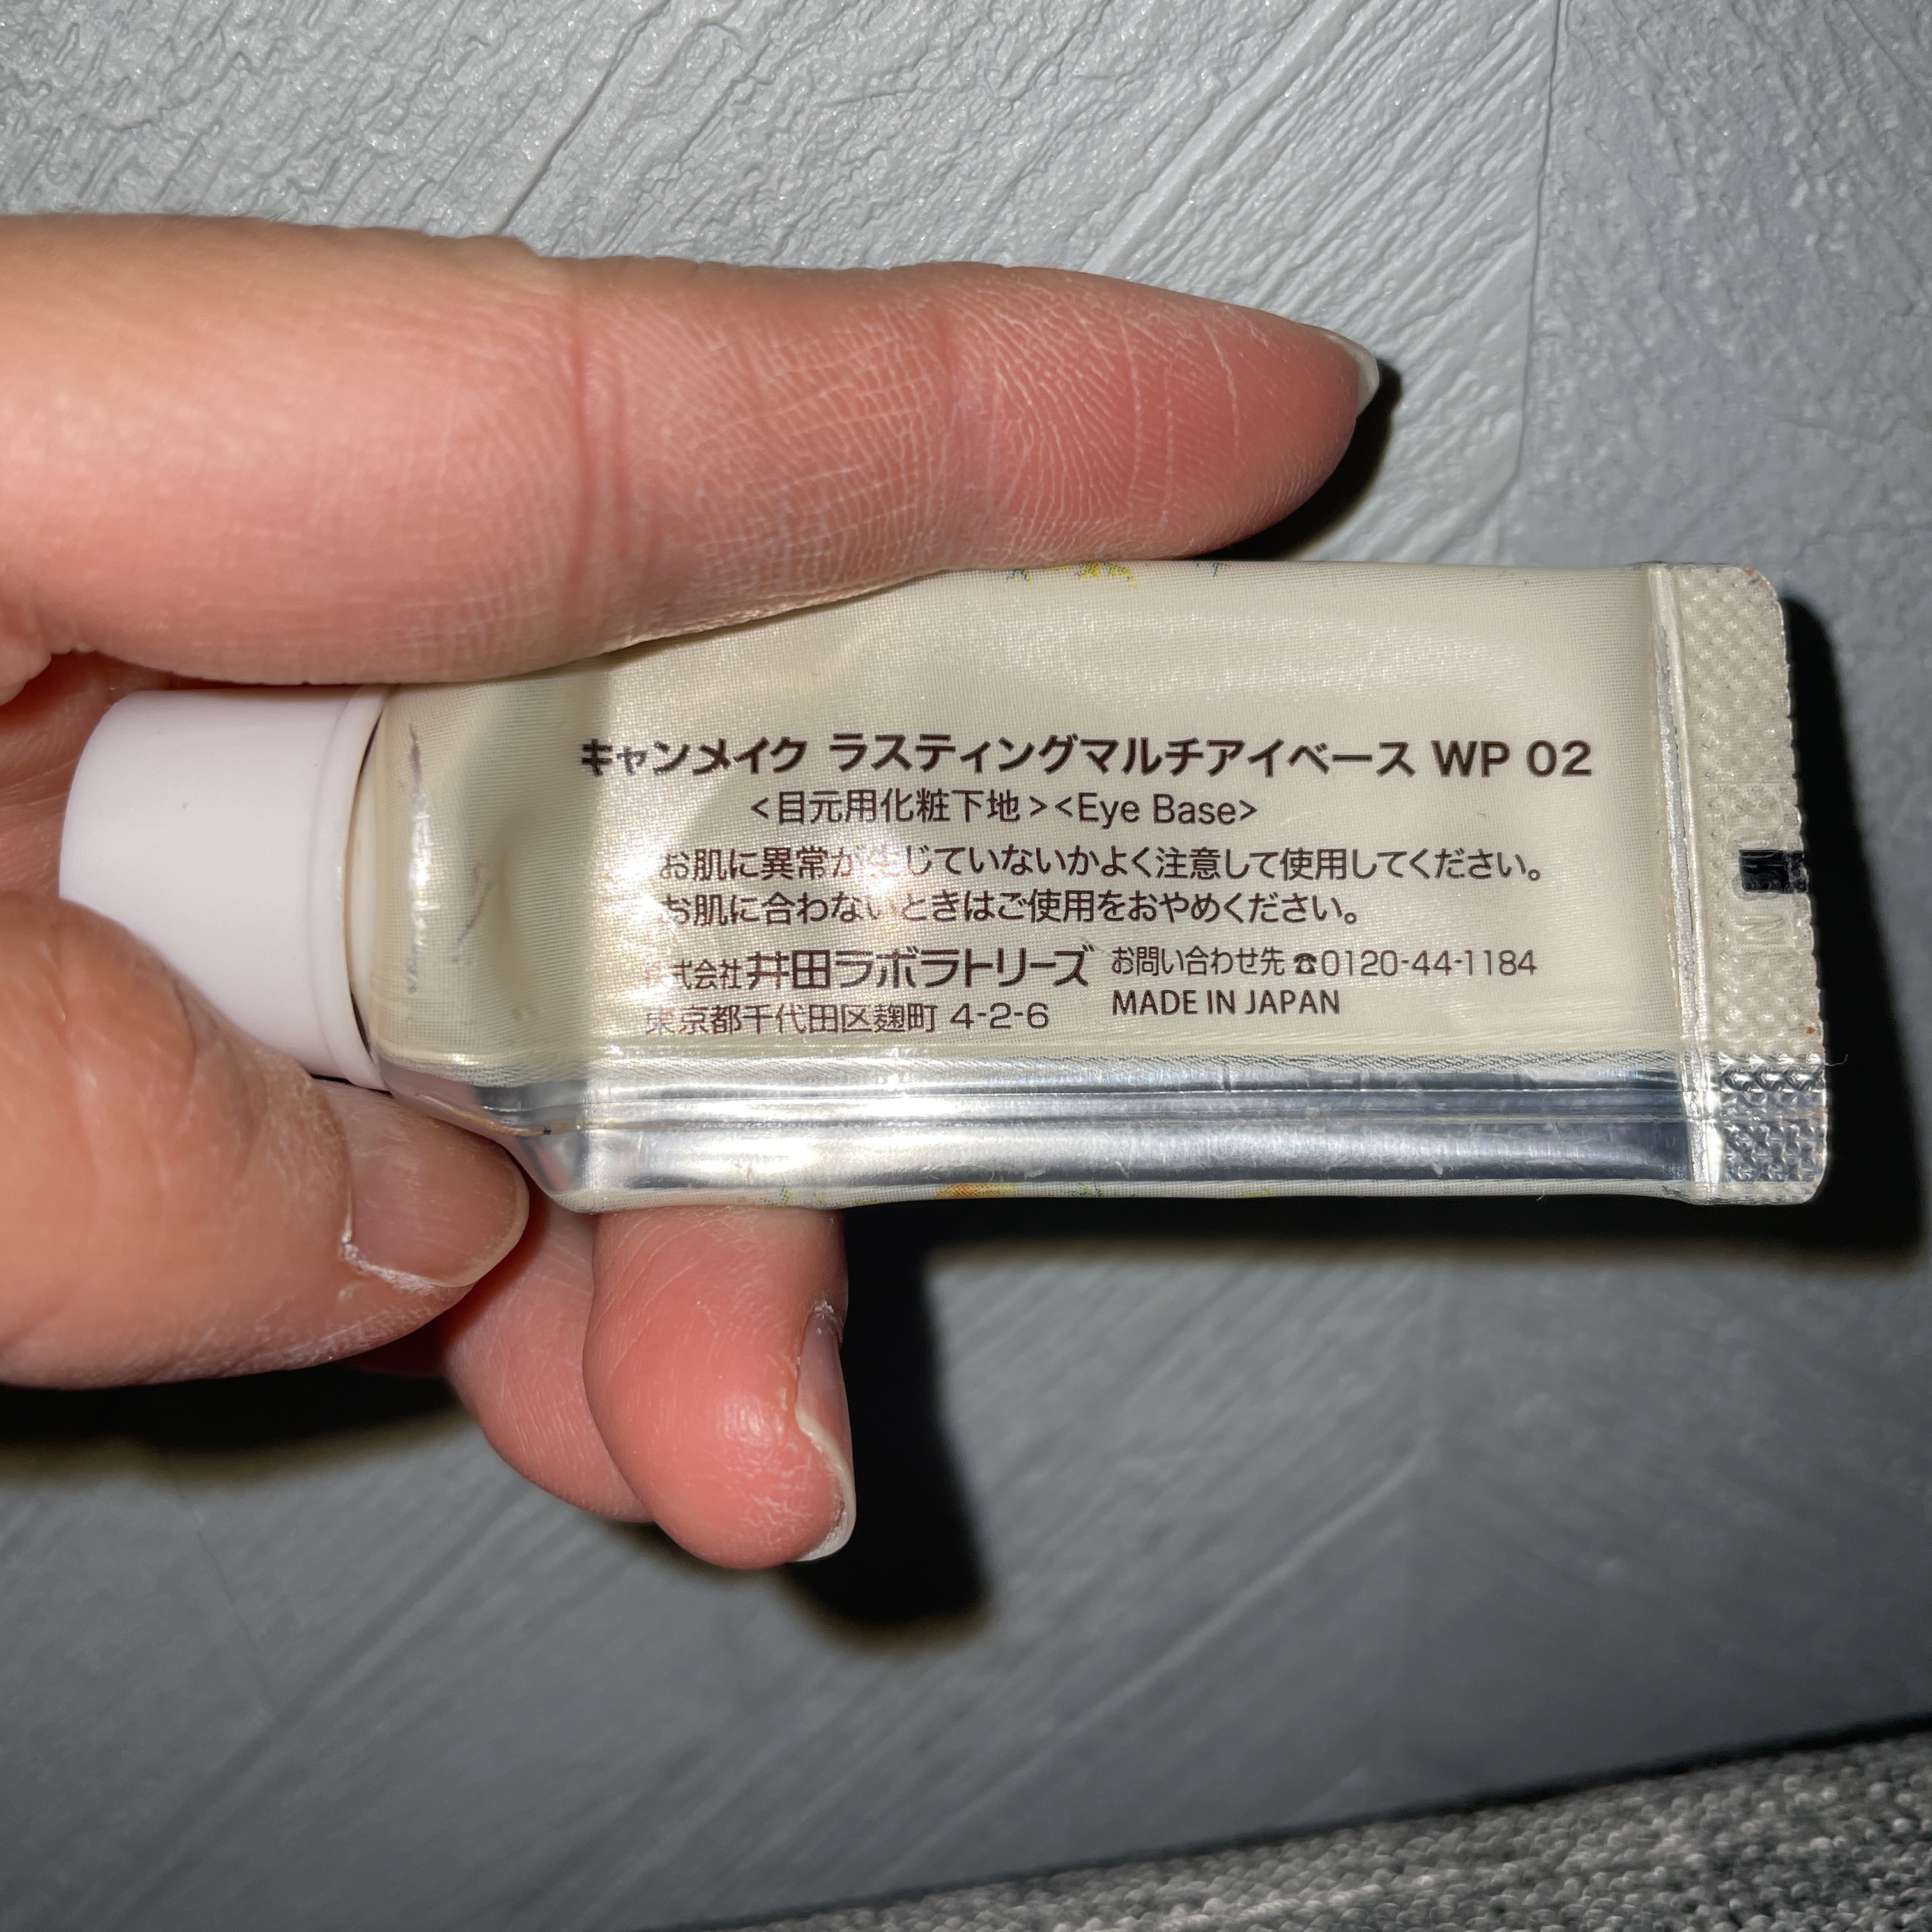 キャンメイク ラスティングマルチアイベース WP 02
<目元用化粧下地><Eye Base>
お肌に異常が生じていないかよく注意して使用してください。
お肌に合わないときはご使用をおやめください。
株式会社井田ラボラトリーズ お問い合わせ先☎0120-44-1184
東京都千代田区麹町 4-2-6 MADE IN JAPAN